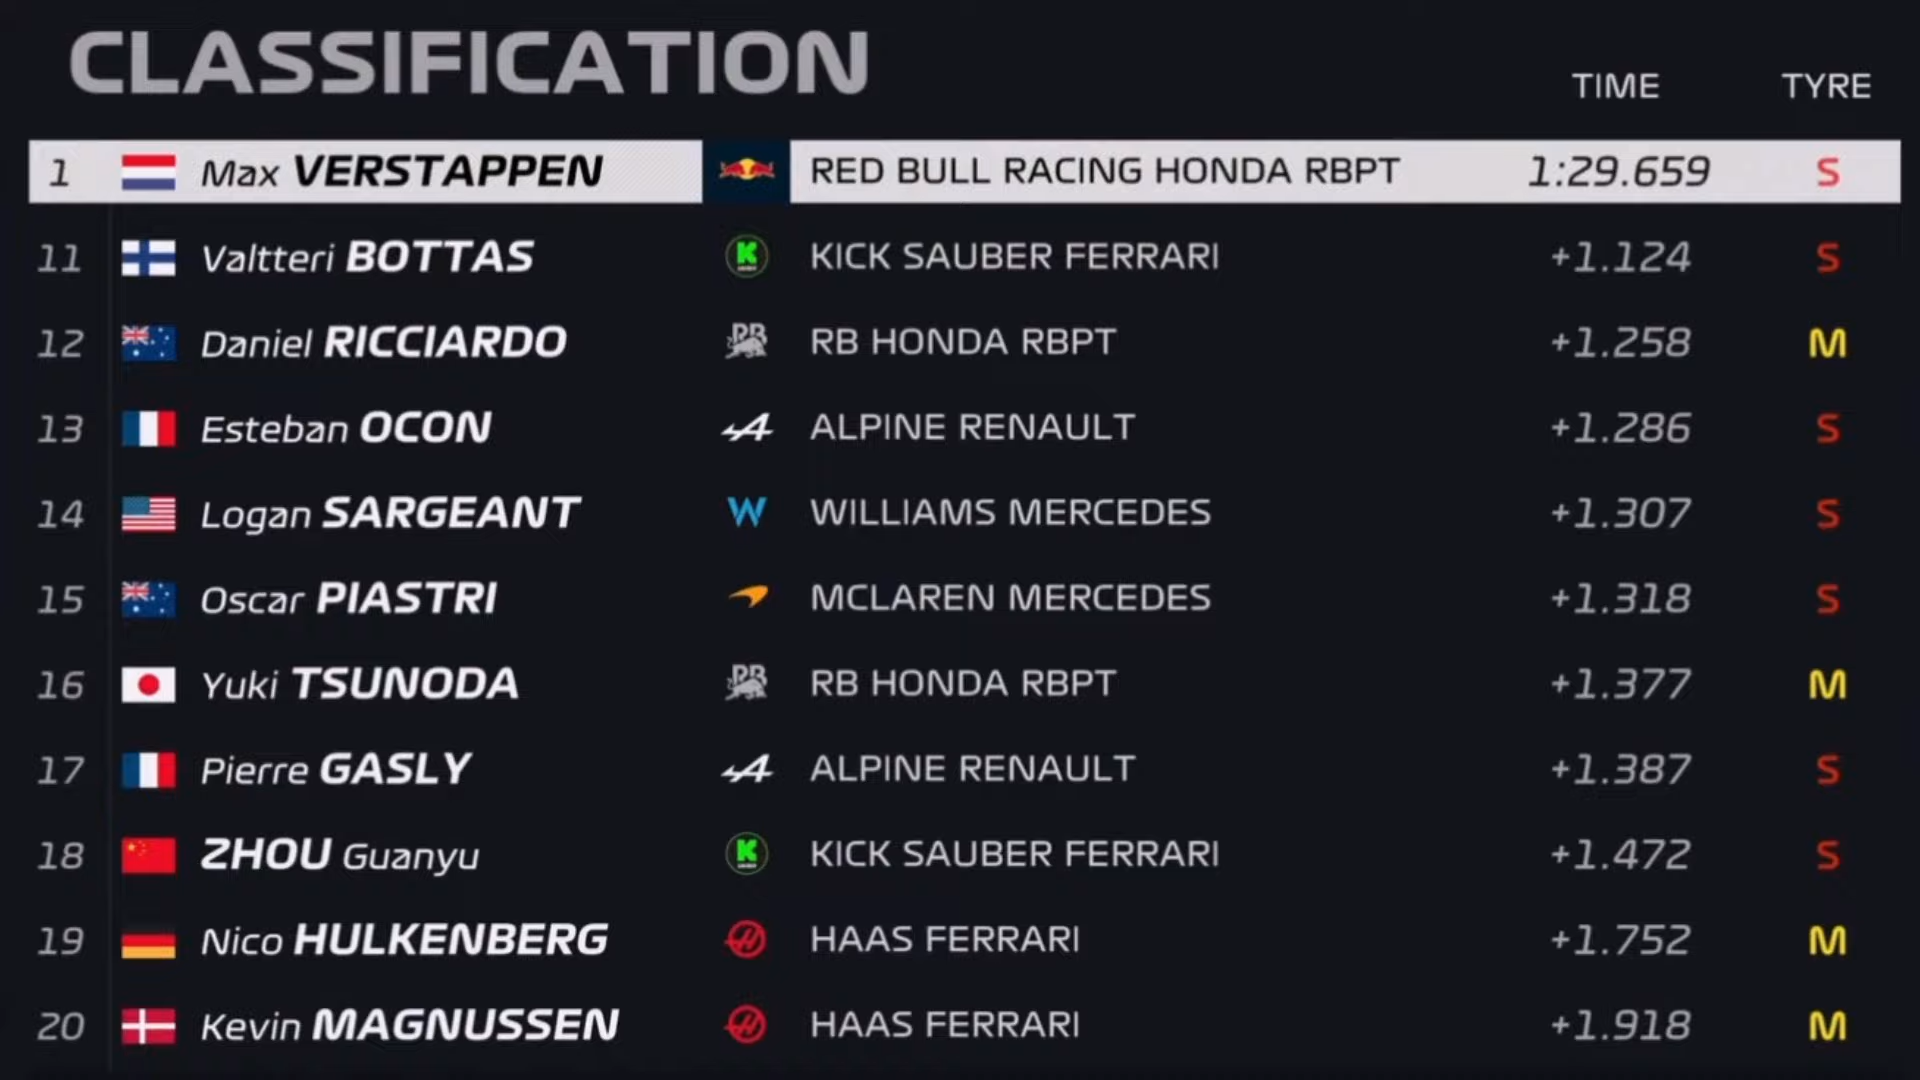 CLASSIFICATION
TIME TYRE
1 Max VERSTAPPEN RED BULL RACING HONDA RBPT 1:29.659 S
11 Valtteri BOTTAS K KICK SAUBER FERRARI +1.124 S
12 Daniel RICCIARDO RB RB HONDA RBPT +1.258 M
13 Esteban OCON A ALPINE RENAULT +1.286 S
14 Logan SARGEANT W WILLIAMS MERCEDES +1.307 S
15 Oscar PIASTRI MCLAREN MERCEDES +1.318 S
16 Yuki TSUNODA RB RB HONDA RBPT +1.377 M
17 Pierre GASLY A ALPINE RENAULT +1.387 S
18 ZHOU Guanyu K KICK SAUBER FERRARI +1.472 S
19 Nico HULKENBERG H HAAS FERRARI +1.752 M
20 Kevin MAGNUSSEN H HAAS FERRARI +1.918 M